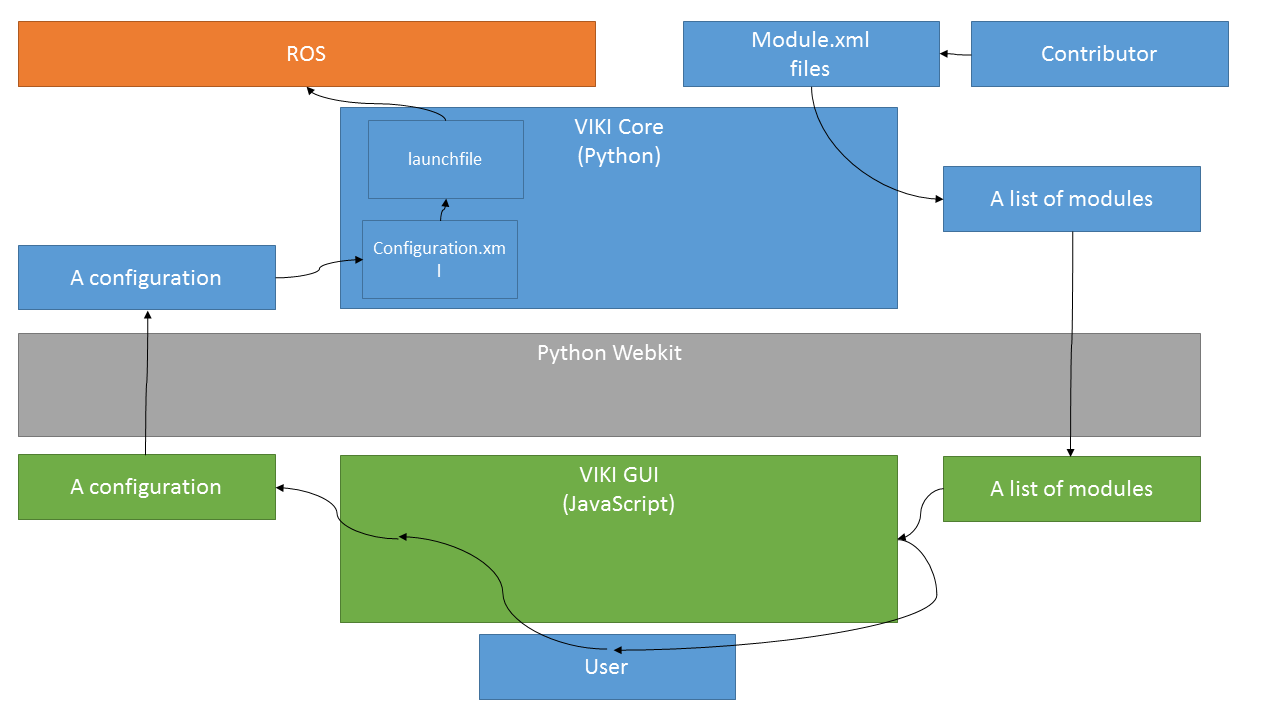 ROS
Module.xml
files
Contributor
VIKI Core
(Python)
launchfile
A list of modules
Configuration.xm
l
A configuration
Python Webkit
A configuration
VIKI GUI
(JavaScript)
A list of modules
User